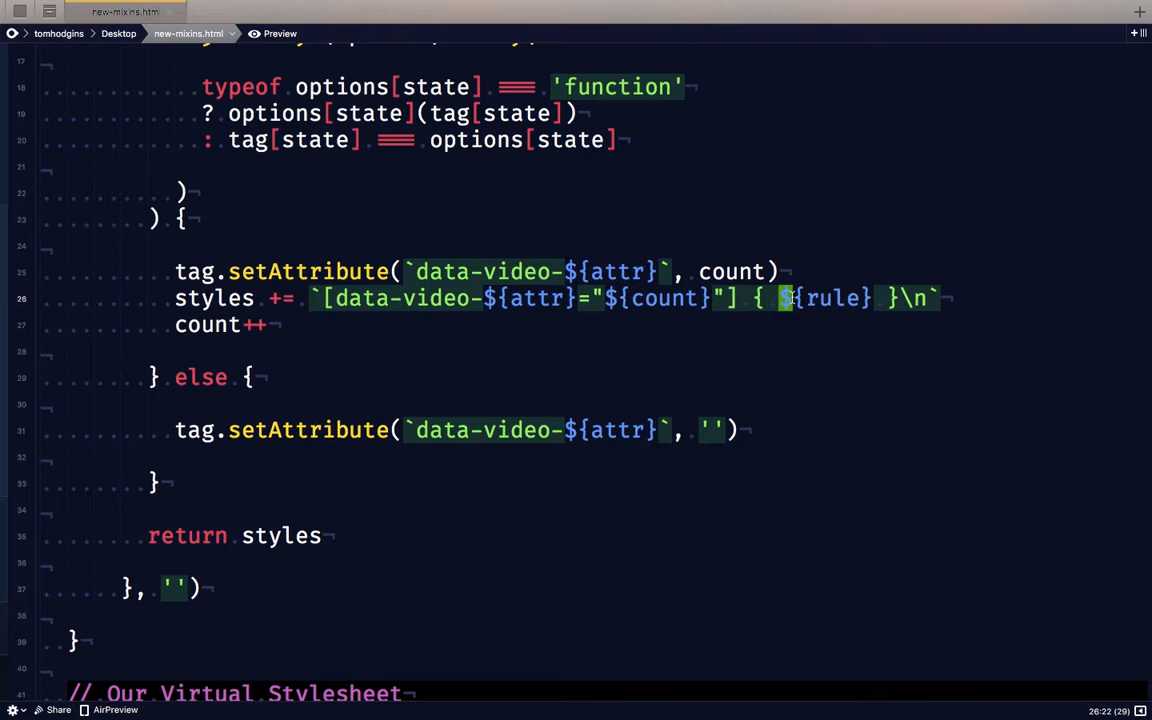 new-mixins.html
tomhodgins Desktop new-mixins.html Preview
17
18 typeof options[state] === 'function'
19 ? options[state](tag[state])
20 : tag[state] === options[state]
21
22 )
23 ) {
24
25 tag.setAttribute(`data-video-${attr}`, count)
26 styles += `[data-video-${attr}="${count}"] { ${rule} }\n`
27 count++
28
29 } else {
30
31 tag.setAttribute(`data-video-${attr}`, '')
32
33 }
34
35 return styles
36
37 }, '')
38
39 }
40
41 // Our Virtual Stylesheet
Share AirPreview 26:22 (29)